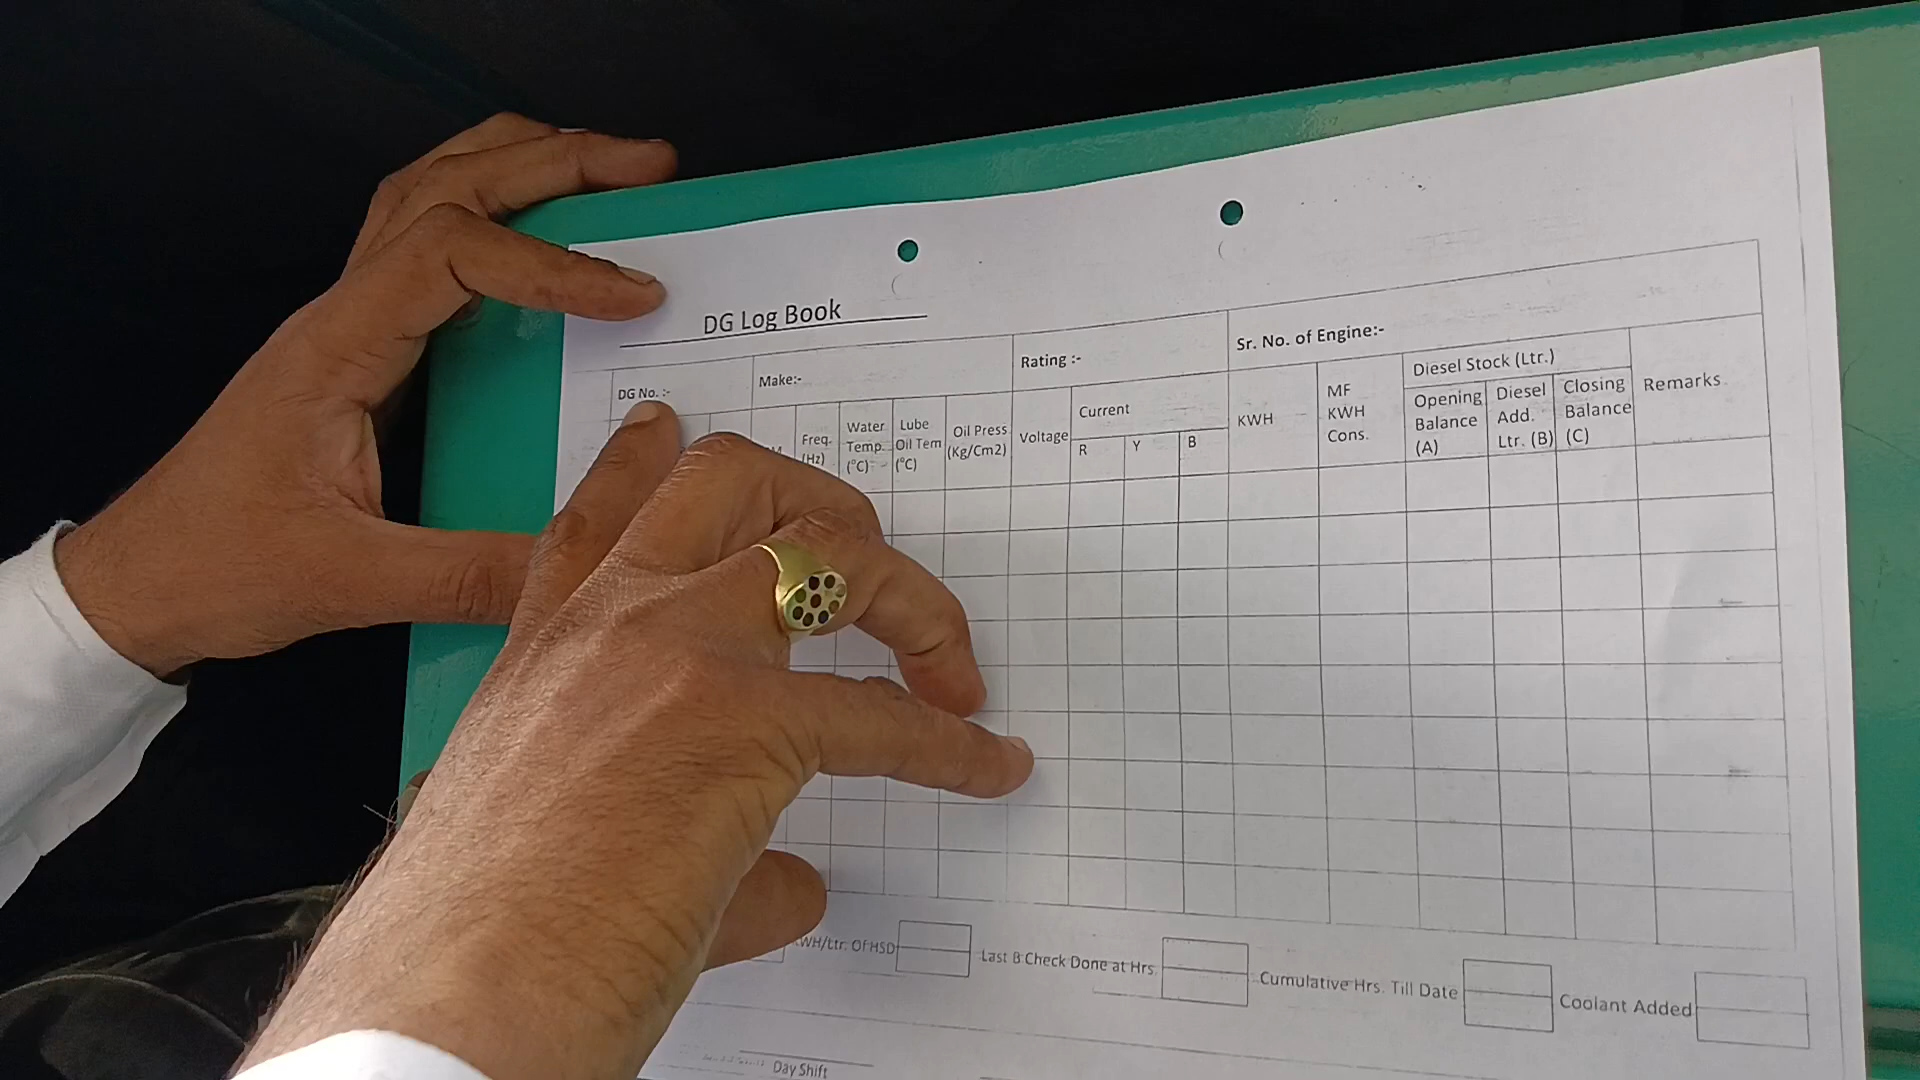 DG Log Book
DG No. :-
Make:-
Rating :-
Sr. No. of Engine:-
Freq. (Hz)
Water Temp. (°C)
Lube Oil Tem (°C)
Oil Press (Kg/Cm2)
Voltage
Current
R
Y
B
KWH
MF KWH Cons.
Diesel Stock (Ltr.)
Opening Balance (A)
Diesel Add. Ltr. (B)
Closing Balance (C)
Remarks
WH/Ltr. Of HSD
Last B Check Done at Hrs.
Cumulative Hrs. Till Date
Coolant Added
Day Shift